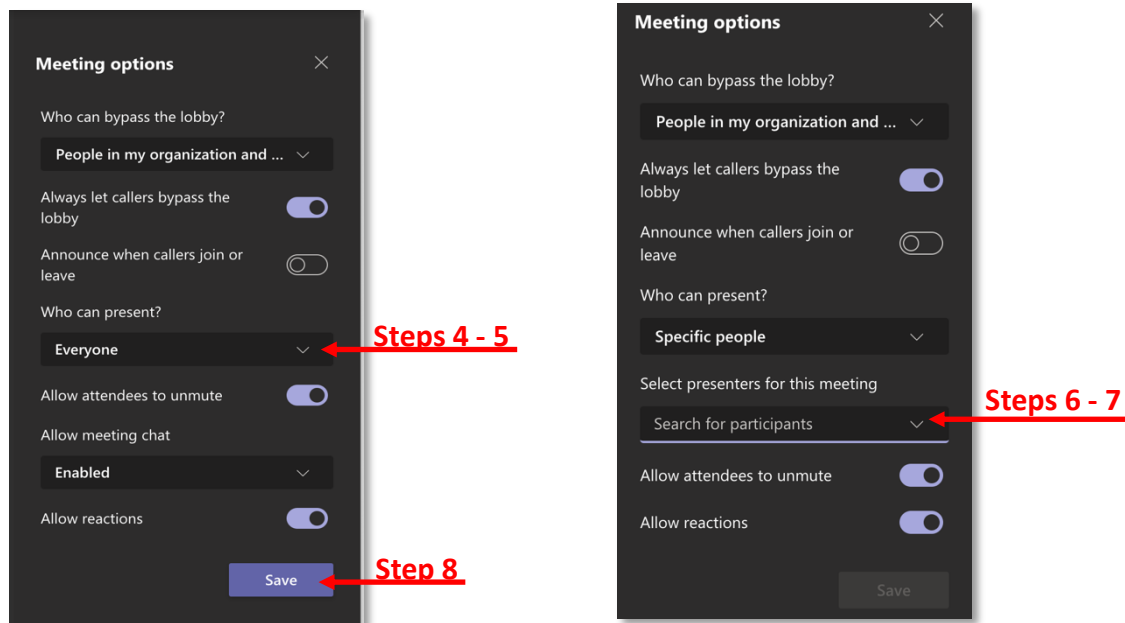 Meeting options
Who can bypass the lobby?
People in my organization and ...
Always let callers bypass the
lobby
Announce when callers join or
leave
Who can present?
Everyone
Steps 4 - 5
Allow attendees to unmute
Allow meeting chat
Enabled
Allow reactions
Save
Step 8
Meeting options
Who can bypass the lobby?
People in my organization and ...
Always let callers bypass the
lobby
Announce when callers join or
leave
Who can present?
Specific people
Select presenters for this meeting
Search for participants
Steps 6 - 7
Allow attendees to unmute
Allow reactions
Save